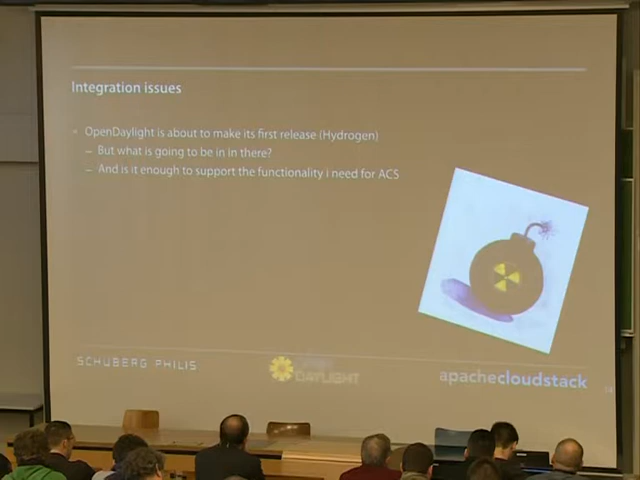 Integration issues
OpenDaylight is about to make its first release (Hydrogen)
– But what is going to be in in there?
– And is it enough to support the functionality i need for ACS
SCHUBERG PHILIS
DAYLIGHT
apachecloudstack